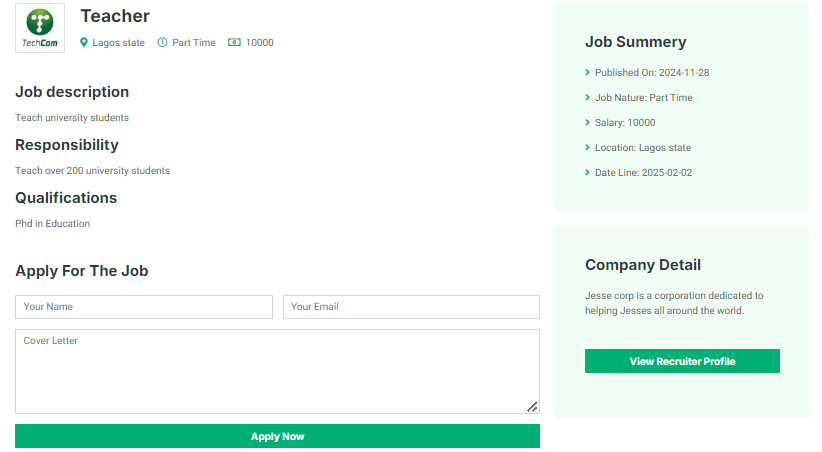 TechCom
Teacher
Lagos state Part Time 10000
Job description
Teach university students
Responsibility
Teach over 200 university students
Qualifications
Phd in Education
Apply For The Job
Your Name Your Email
Cover Letter
Apply Now
Job Summery
Published On: 2024-11-28
Job Nature: Part Time
Salary: 10000
Location: Lagos state
Date Line: 2025-02-02
Company Detail
Jesse corp is a corporation dedicated to
helping Jesses all around the world.
View Recruiter Profile